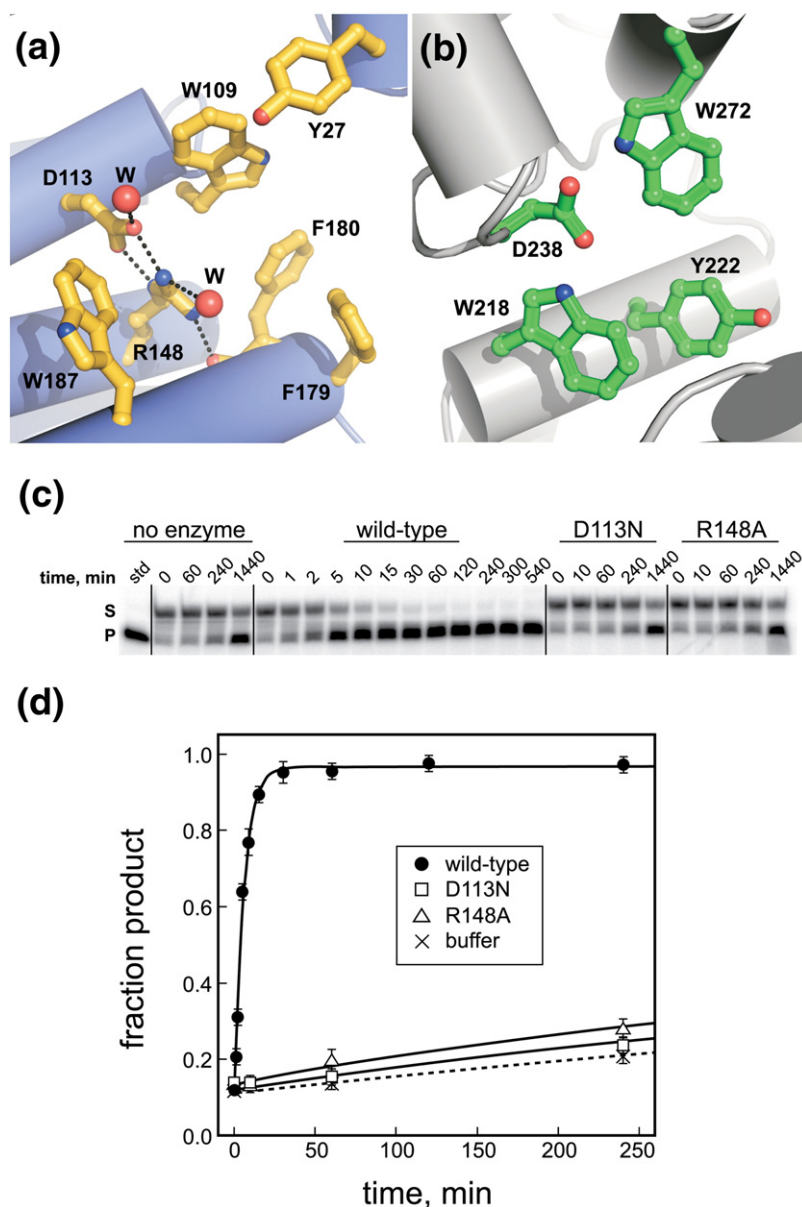 (a)
W109
Y27
D113
W
F180
W
R148
W187
F179
(b)
W272
D238
Y222
W218
(c)
no enzyme wild-type D113N R148A
time, min std 0 60 240 1440 0 1 2 5 10 15 30 60 120 240 300 540 0 10 60 240 1440 0 10 60 240 1440
S
P
(d)
fraction product
1.0
0.8
0.6
0.4
0.2
0.0
wild-type
D113N
R148A
buffer
0 50 100 150 200 250
time, min